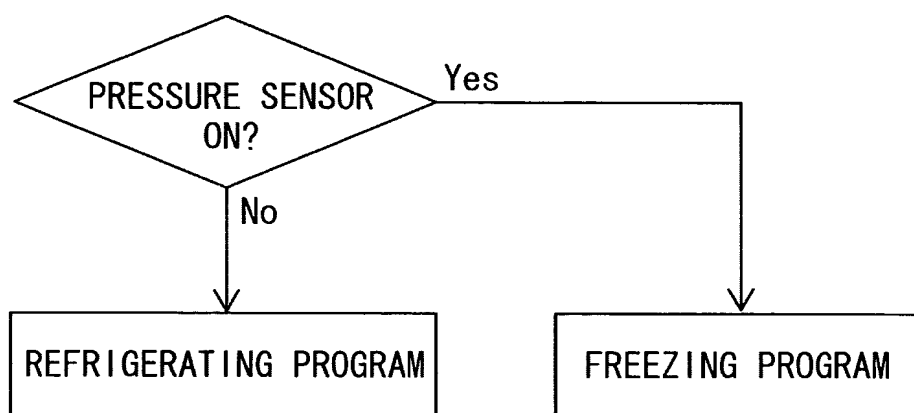 PRESSURE SENSOR
ON?
Yes
No
REFRIGERATING PROGRAM
FREEZING PROGRAM